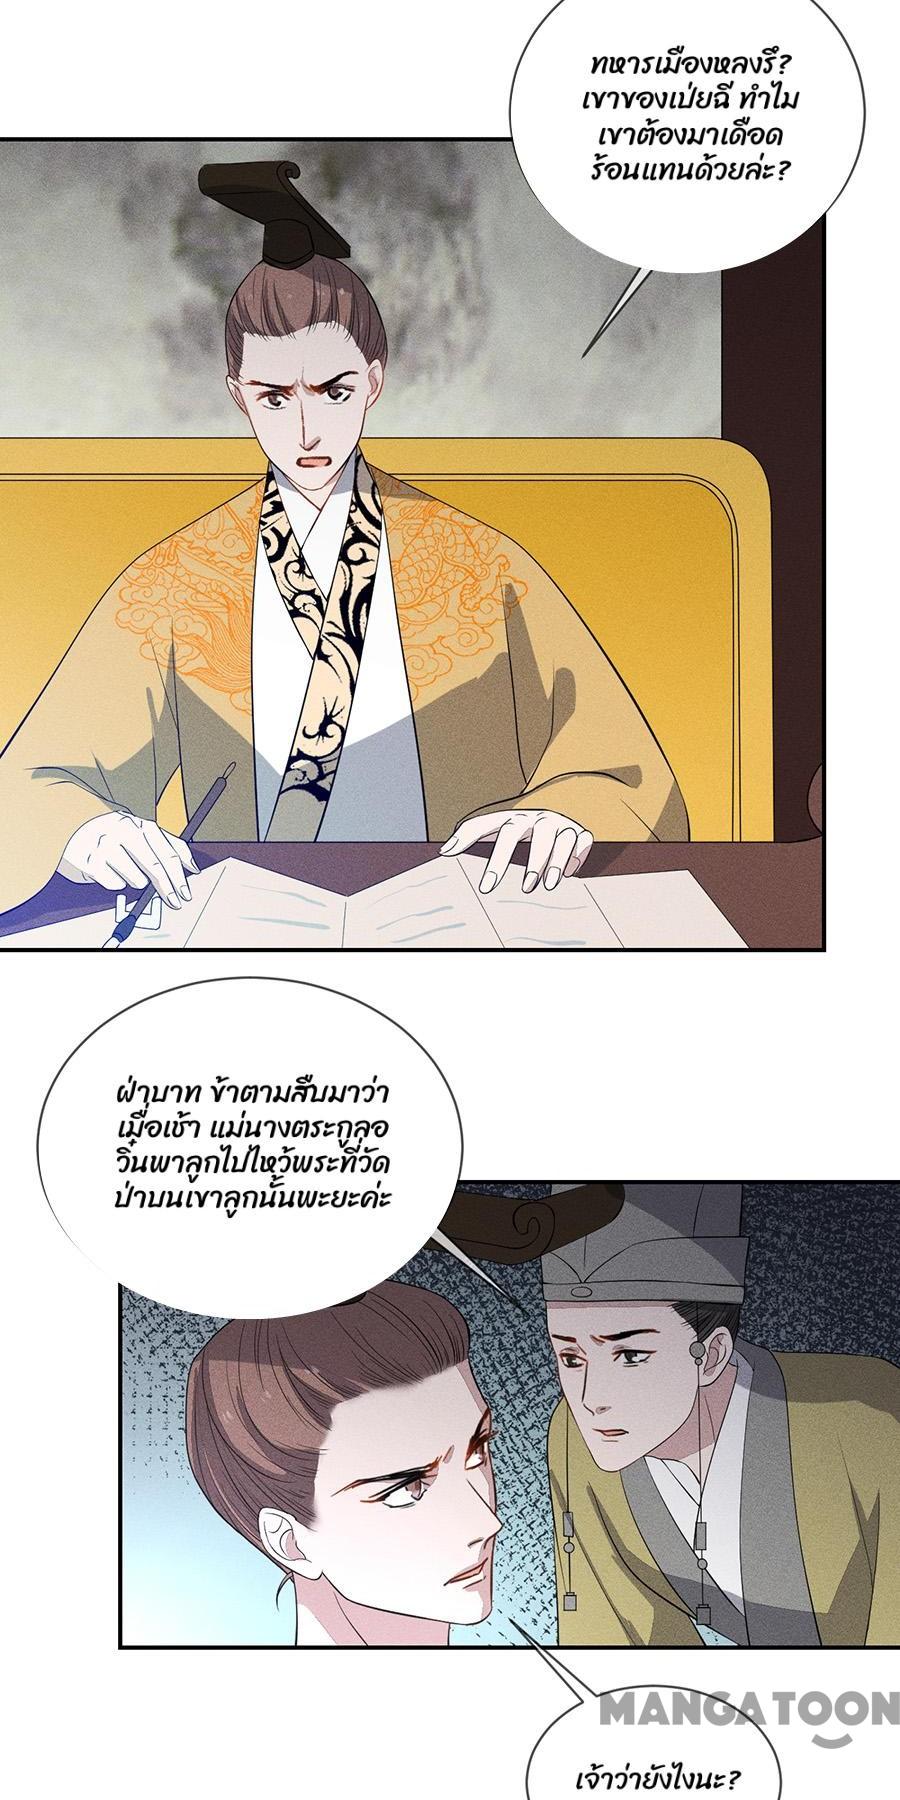 ทหารเมืองหลงรึ?
เขาของเป่ยฉี ทำไม
เขาต้องมาเดือด
ร้อนแทนด้วยล่ะ?
ฝ่าบาท ข้าตามสืบมาว่า
เมื่อเช้า แม่นางตระกูลอ
วิ๋นพาลูกไปไหว้พระที่วัด
ป่าบนเขาลูกนั้นพะยะค่ะ
MANGATOON
เจ้าว่ายังไงนะ?